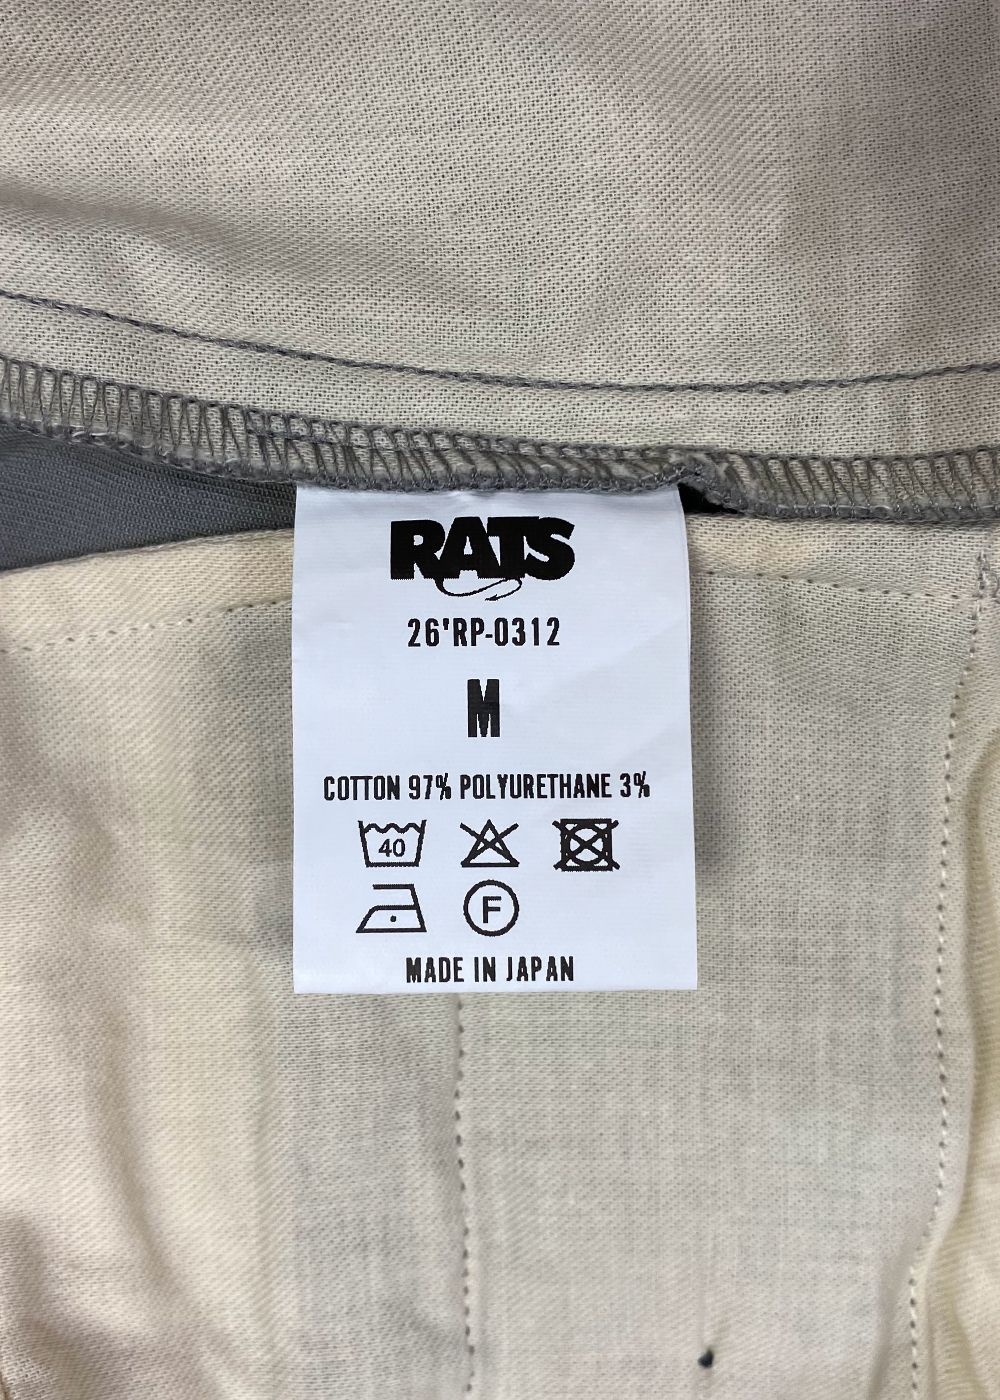 RATS
26'RP-0312
M
COTTON 97% POLYURETHANE 3%
40
F
MADE IN JAPAN